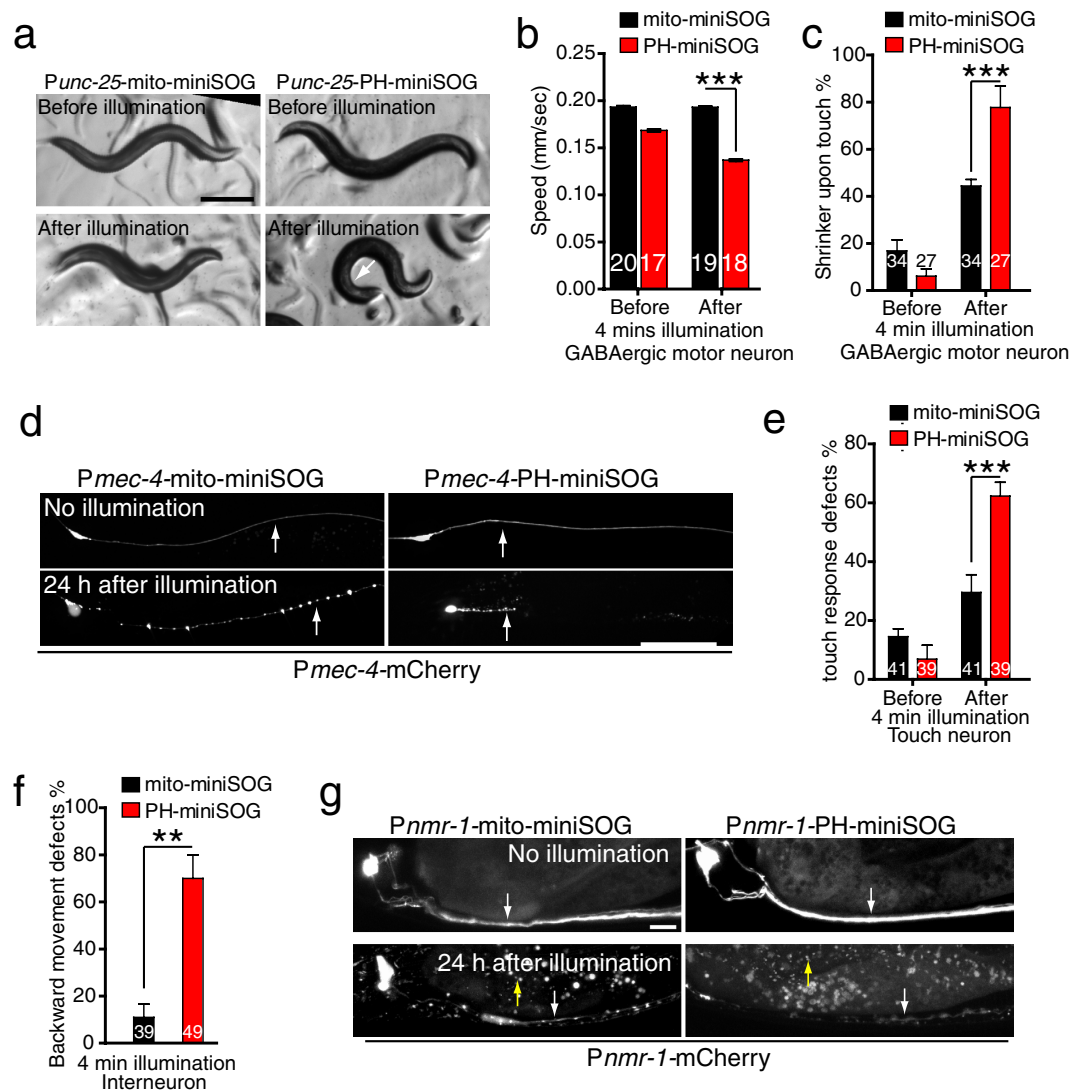 a
Punc-25-mito-miniSOG
Punc-25-PH-miniSOG
Before illumination
Before illumination
After illumination
After illumination
b
mito-miniSOG
PH-miniSOG
Speed (mm/sec)
0.25
0.20
0.15
0.10
0.05
0.00
***
20
17
19
18
Before
After
4 mins illumination
GABAergic motor neuron
c
mito-miniSOG
PH-miniSOG
Shrinker upon touch %
100
80
60
40
20
0
***
34
27
34
27
Before
After
4 min illumination
GABAergic motor neuron
d
Pmec-4-mito-miniSOG
Pmec-4-PH-miniSOG
No illumination
24 h after illumination
Pmec-4-mCherry
e
mito-miniSOG
PH-miniSOG
touch response defects %
80
60
40
20
0
***
41
39
41
39
Before
After
4 min illumination
Touch neuron
f
mito-miniSOG
PH-miniSOG
Backward movement defects %
100
80
60
40
20
0
**
39
49
4 min illumination
Interneuron
g
Pnmr-1-mito-miniSOG
Pnmr-1-PH-miniSOG
No illumination
24 h after illumination
Pnmr-1-mCherry